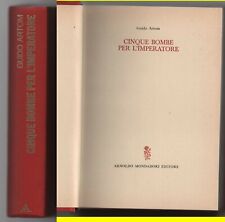 GUIDO ARTOM
CINQUE BOMBE PER L'IMPERATORE
Guido Artom
CINQUE BOMBE
PER L'IMPERATORE
ARNOLDO MONDADORI EDITORE